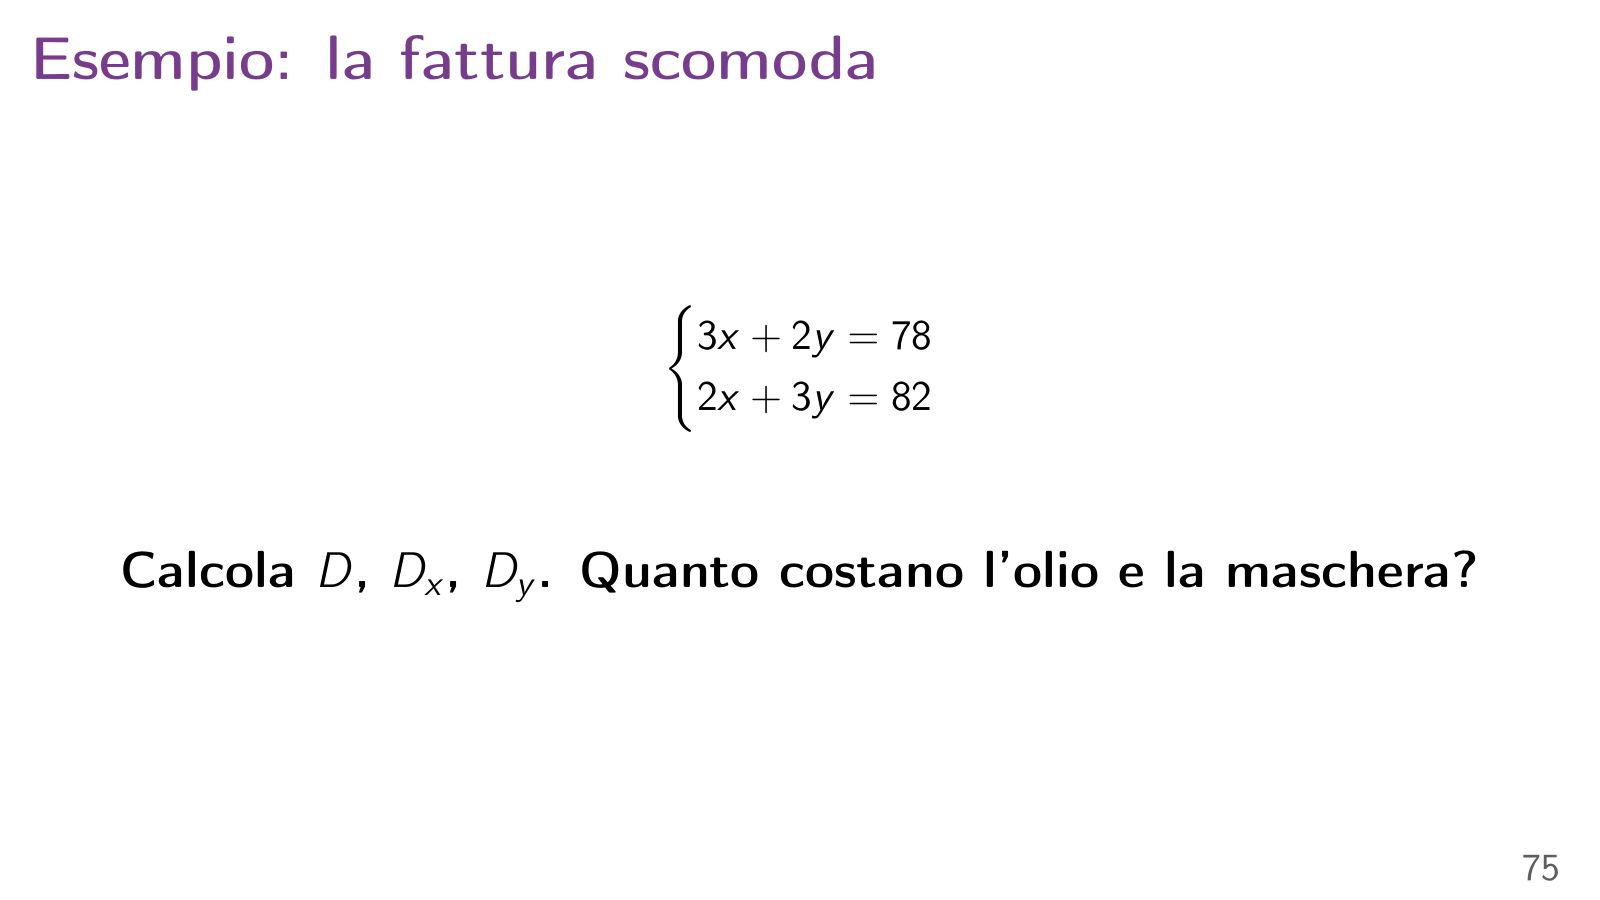 Esempio: la fattura scomoda
3x + 2y = 78
2x + 3y = 82
Calcola D, Dx, Dy. Quanto costano l'olio e la maschera?
75